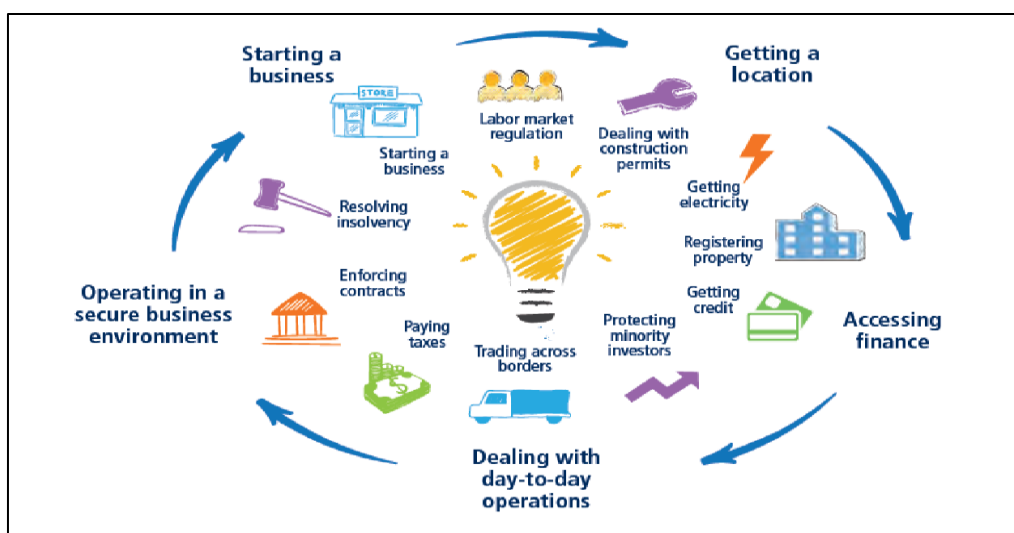 Starting a
business
Getting a
location
STORE
Labor market
regulation
Dealing with
construction
permits
Starting a
business
Getting
electricity
Resolving
insolvency
Registering
property
Enforcing
contracts
Getting
credit
Operating in a
secure business
environment
Accessing
finance
Paying
taxes
Protecting
minority
investors
Trading across
borders
Dealing with
day-to-day
operations